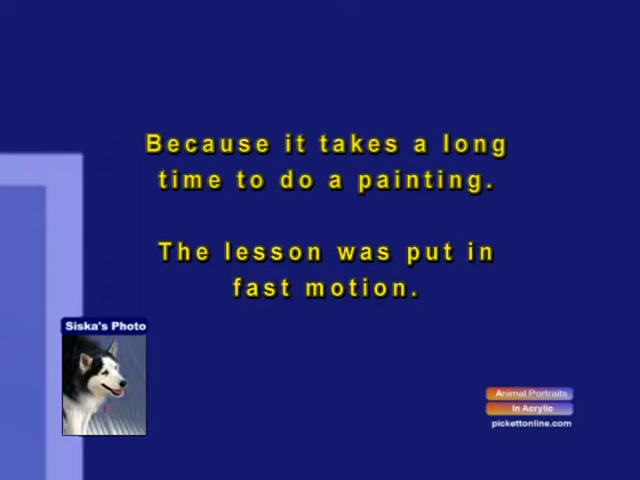 Because it takes a long
time to do a painting.
The lesson was put in
fast motion.
Siska's Photo
Animal Portraits
In Acrylic
pickettonline.com